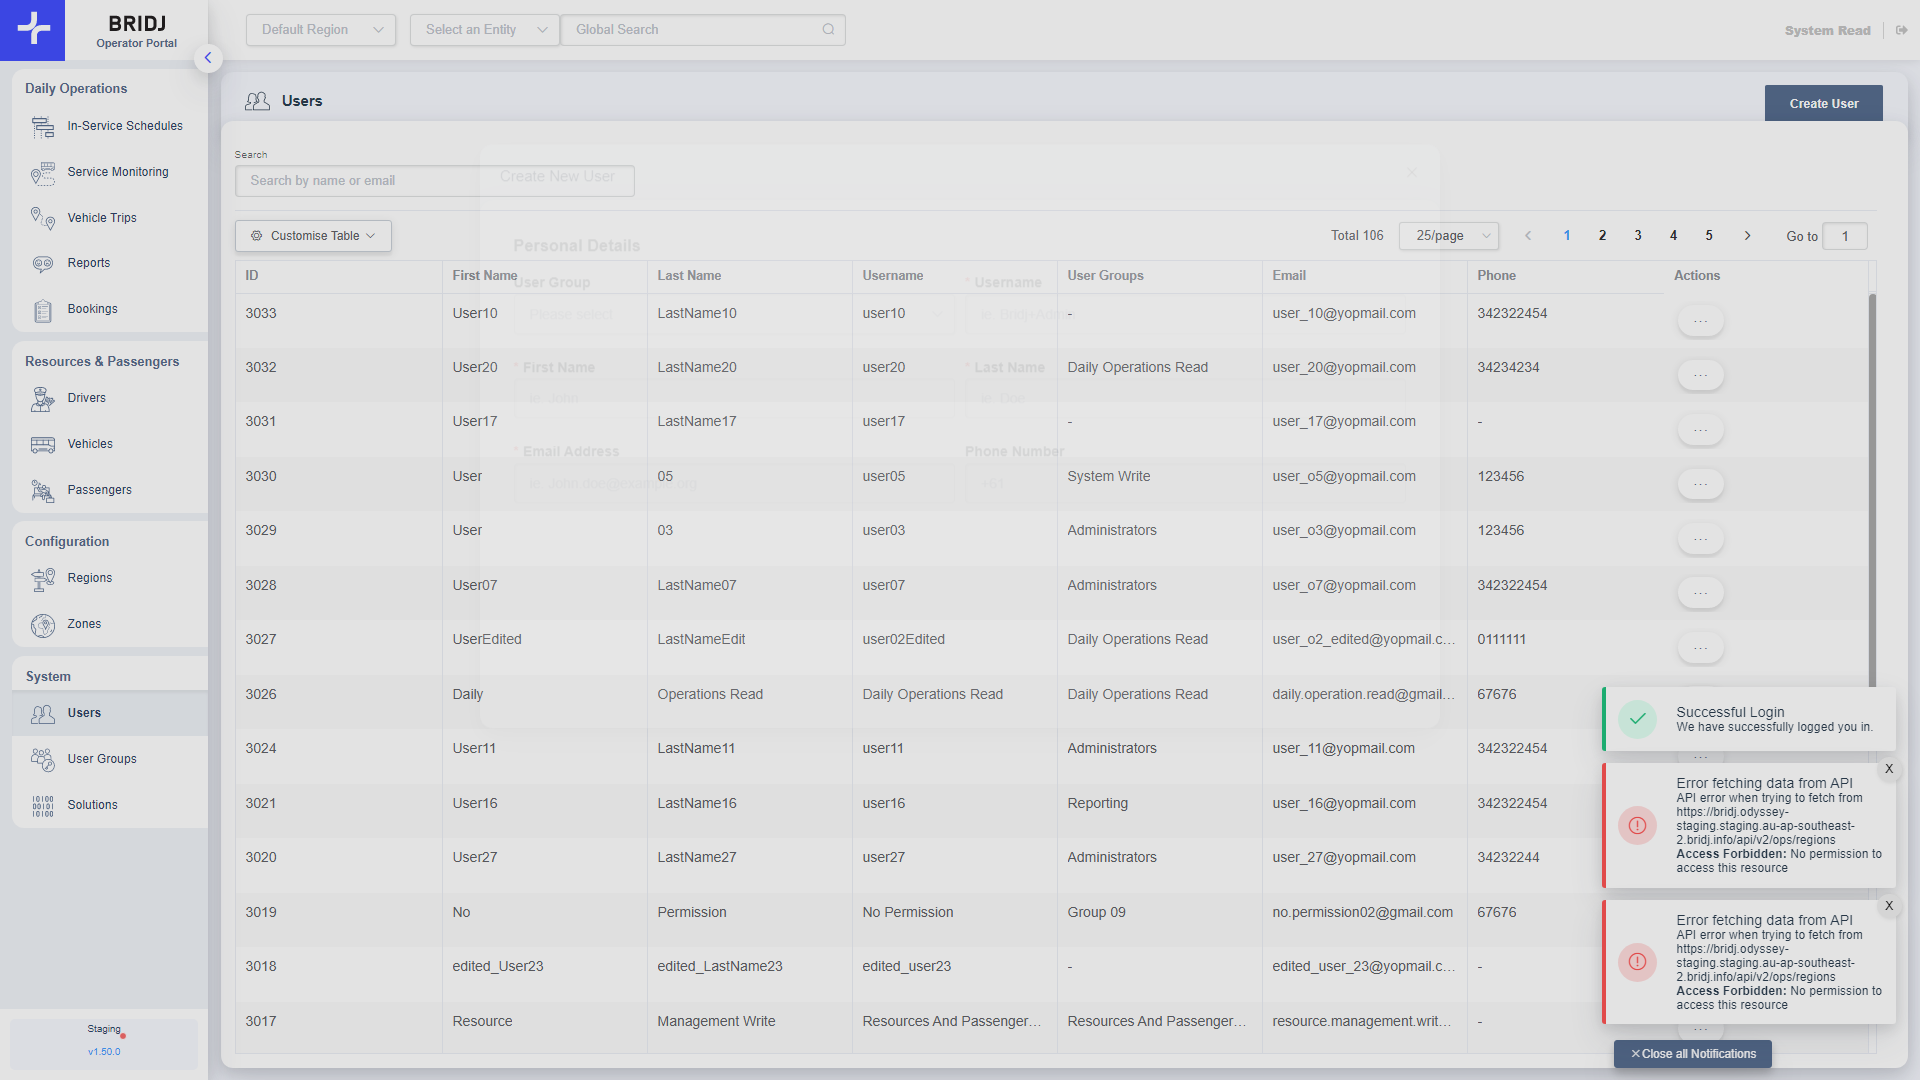 BRIDJ
Operator Portal
Default Region
Select an Entity
Global Search
System Read
Daily Operations
In-Service Schedules
Service Monitoring
Vehicle Trips
Reports
Bookings
Resources & Passengers
Drivers
Vehicles
Passengers
Configuration
Regions
Zones
System
Users
User Groups
Solutions
Staging
v1.50.0
Users
Create User
Search
Search by name or email
Customise Table
Total 106
25/page
1 2 3 4 5
Go to 1
ID First Name Last Name Username User Groups Email Phone Actions
3033 User10 LastName10 user10 - user_10@yopmail.com 342322454 ...
3032 User20 LastName20 user20 Daily Operations Read user_20@yopmail.com 34234234 ...
3031 User17 LastName17 user17 - user_17@yopmail.com - ...
3030 User 05 user05 System Write user_o5@yopmail.com 123456 ...
3029 User 03 user03 Administrators user_o3@yopmail.com 123456 ...
3028 User07 LastName07 user07 Administrators user_o7@yopmail.com 342322454 ...
3027 UserEdited LastNameEdit user02Edited Daily Operations Read user_o2_edited@yopmail.c... 0111111 ...
3026 Daily Operations Read Daily Operations Read Daily Operations Read daily.operation.read@gmail... 67676
3024 User11 LastName11 user11 Administrators user_11@yopmail.com 342322454 ...
3021 User16 LastName16 user16 Reporting user_16@yopmail.com 342322454
3020 User27 LastName27 user27 Administrators user_27@yopmail.com 34232244
3019 No Permission No Permission Group 09 no.permission02@gmail.com 67676
3018 edited_User23 edited_LastName23 edited_user23 - edited_user_23@yopmail.c... -
3017 Resource Management Write Resources And Passenger... Resources And Passenger... resource.management.writ... - ...
Create New User
Personal Details
User Group
Please select
* Username
ie. Bridj+Adm
* First Name
ie. John
* Last Name
ie. Doe
* Email Address
ie. John.doe@example.org
Phone Number
+61
Successful Login
We have successfully logged you in.
X
Error fetching data from API
API error when trying to fetch from
https://bridj.odyssey-
staging.staging.au-ap-southeast-
2.bridj.info/api/v2/ops/regions
Access Forbidden: No permission to
access this resource
X
Error fetching data from API
API error when trying to fetch from
https://bridj.odyssey-
staging.staging.au-ap-southeast-
2.bridj.info/api/v2/ops/regions
Access Forbidden: No permission to
access this resource
×Close all Notifications